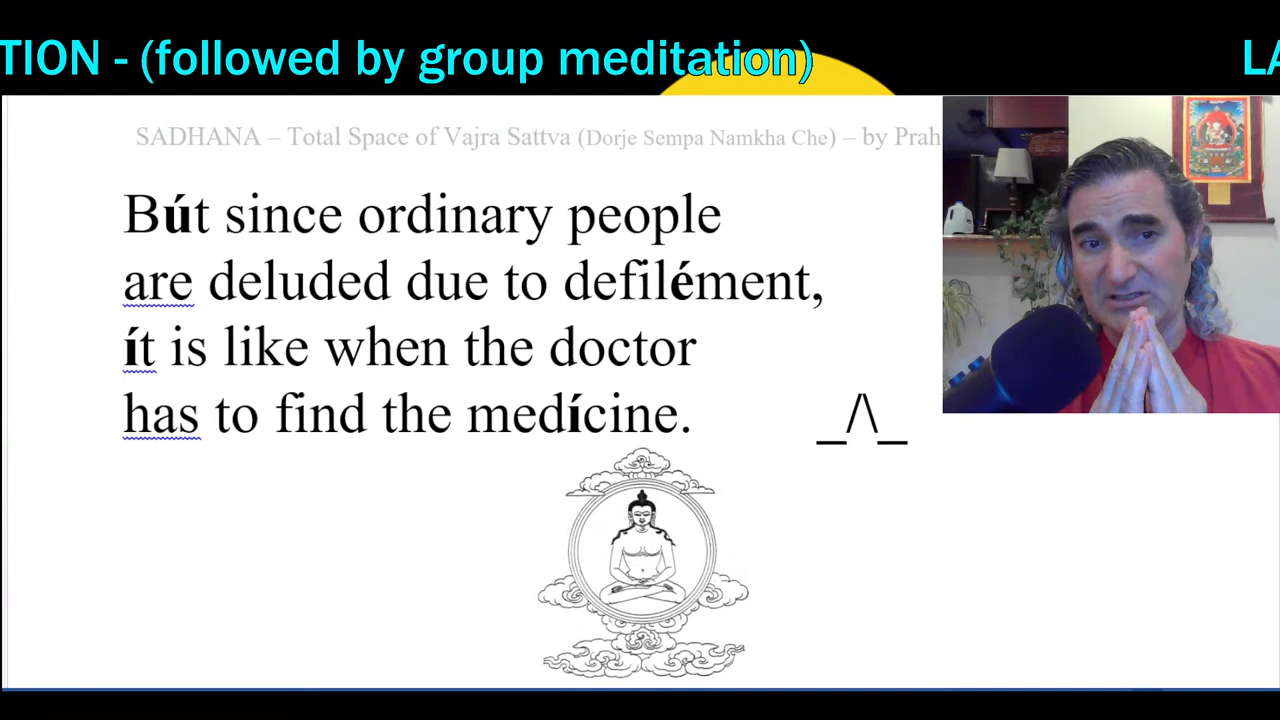 TION - (followed by group meditation) LA
SADHANA – Total Space of Vajra Sattva (Dorje Sempa Namkha Che) – by Prah
Bút since ordinary people
are deluded due to defilément,
ít is like when the doctor
has to find the medícine. _/\_